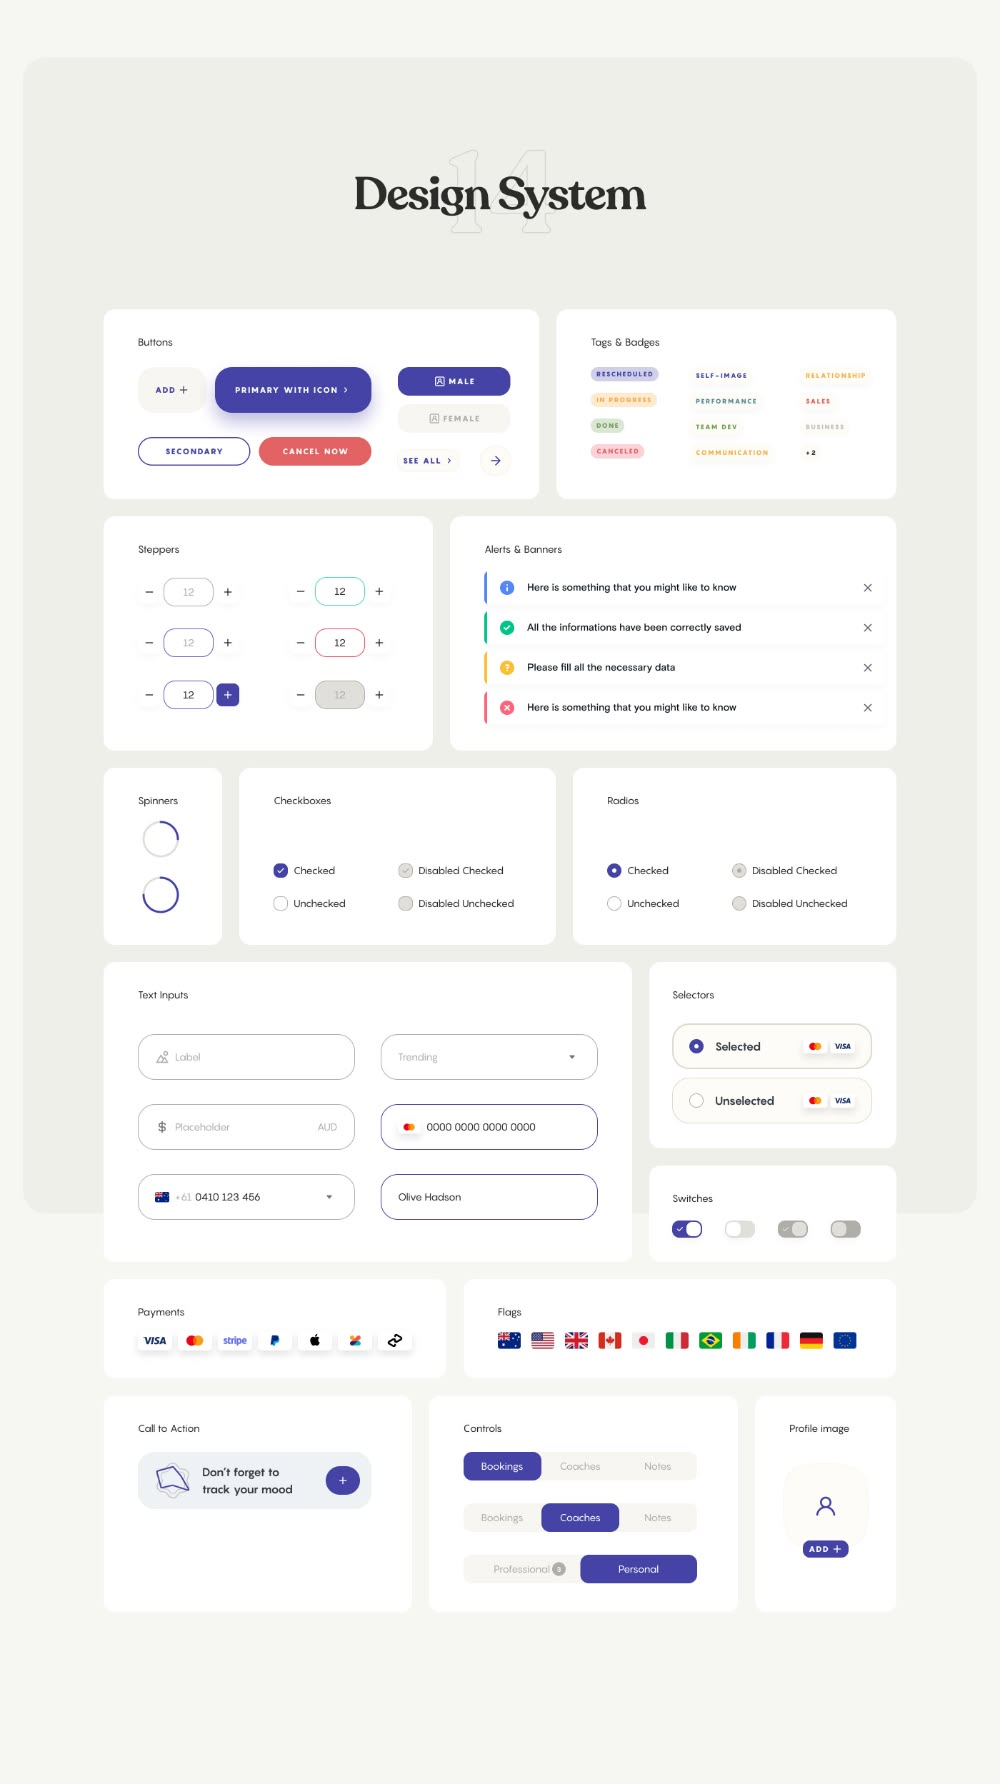 14
Design System
Buttons
ADD
PRIMARY WITH ICON
MALE
FEMALE
SECONDARY
CANCEL NOW
SEE ALL
Tags & Badges
RESCHEDULED
SELF-IMAGE
RELATIONSHIP
IN PROGRESS
PERFORMANCE
SALES
DONE
TEAM DEV
BUSINESS
CANCELED
COMMUNICATION
+2
Steppers
12
12
12
12
12
12
Alerts & Banners
Here is something that you might like to know
All the informations have been correctly saved
Please fill all the necessary data
Here is something that you might like to know
Spinners
Checkboxes
Checked
Disabled Checked
Unchecked
Disabled Unchecked
Radios
Checked
Disabled Checked
Unchecked
Disabled Unchecked
Text Inputs
Label
Trending
$ Placeholder AUD
0000 0000 0000 0000
+61 0410 123 456
Olive Hadson
Selectors
Selected VISA
Unselected VISA
Switches
Payments
VISA
stripe
Flags
Call to Action
Don't forget to
track your mood
Controls
Bookings Coaches Notes
Bookings Coaches Notes
Professional 3 Personal
Profile image
ADD